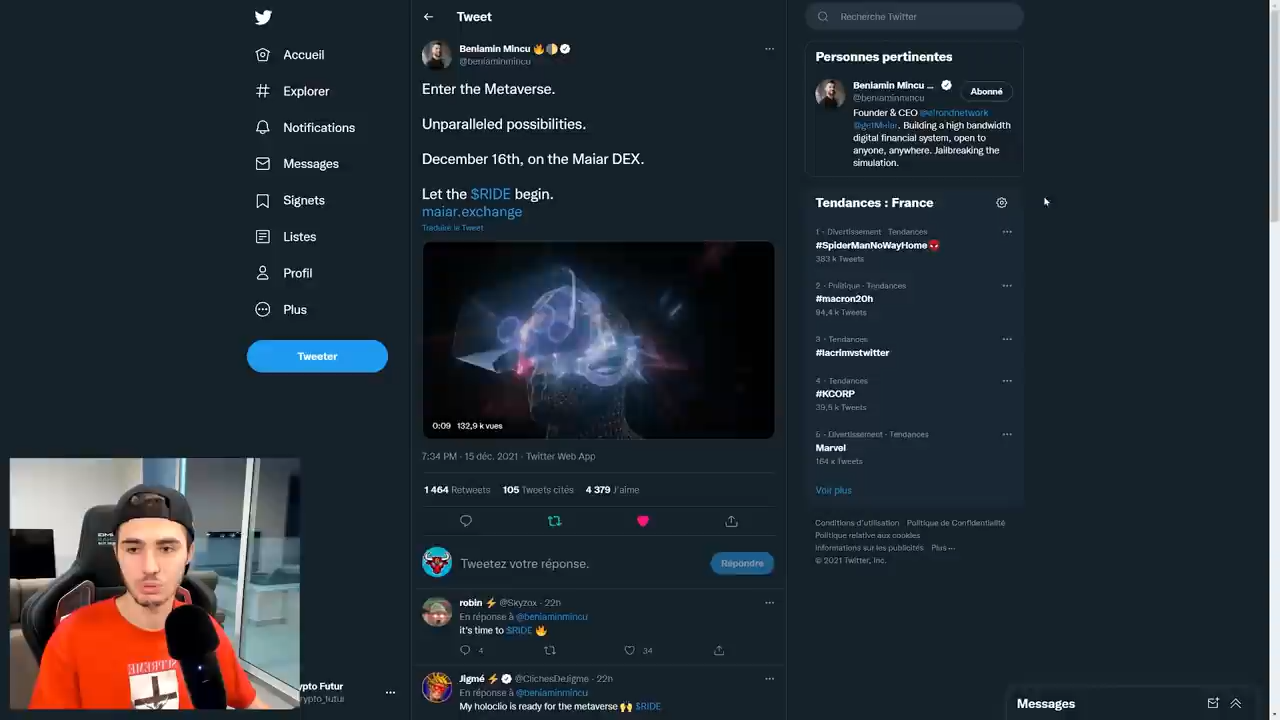 Accueil
Explorer
Notifications
Messages
Signets
Listes
Profil
Plus
Tweeter
ypto Futur
rypto_futur
Tweet
Beniamin Mincu
@beniaminmincu
Enter the Metaverse.
Unparalleled possibilities.
December 16th, on the Maiar DEX.
Let the $RIDE begin.
maiar.exchange
Traduire le Tweet
0:09 132,9 k vues
7:34 PM · 15 déc. 2021 · Twitter Web App
1 464 Retweets 105 Tweets cités 4 379 J'aime
Tweetez votre réponse.
Répondre
robin ⚡ @Skyzox · 22h
En réponse à @beniaminmincu
it's time to $RIDE 🔥
4 34
Jigmé ⚡ @ClichesDeJigme · 22h
En réponse à @beniaminmincu
My holoclio is ready for the metaverse 🙌 $RIDE
Recherche Twitter
Personnes pertinentes
Beniamin Mincu ...
@beniaminmincu
Abonné
Founder & CEO @elrondnetwork
@getMaiar. Building a high bandwidth
digital financial system, open to
anyone, anywhere. Jailbreaking the
simulation.
Tendances : France
1 · Divertissement · Tendances
#SpiderManNoWayHome
383 k Tweets
2 · Politique · Tendances
#macron20h
94,4 k Tweets
3 · Tendances
#lacrimvstwitter
4 · Tendances
#KCORP
39,5 k Tweets
5 · Divertissement · Tendances
Marvel
164 k Tweets
Voir plus
Conditions d'utilisation Politique de Confidentialité
Politique relative aux cookies
Informations sur les publicités Plus ···
© 2021 Twitter, Inc.
Messages
SUPREME